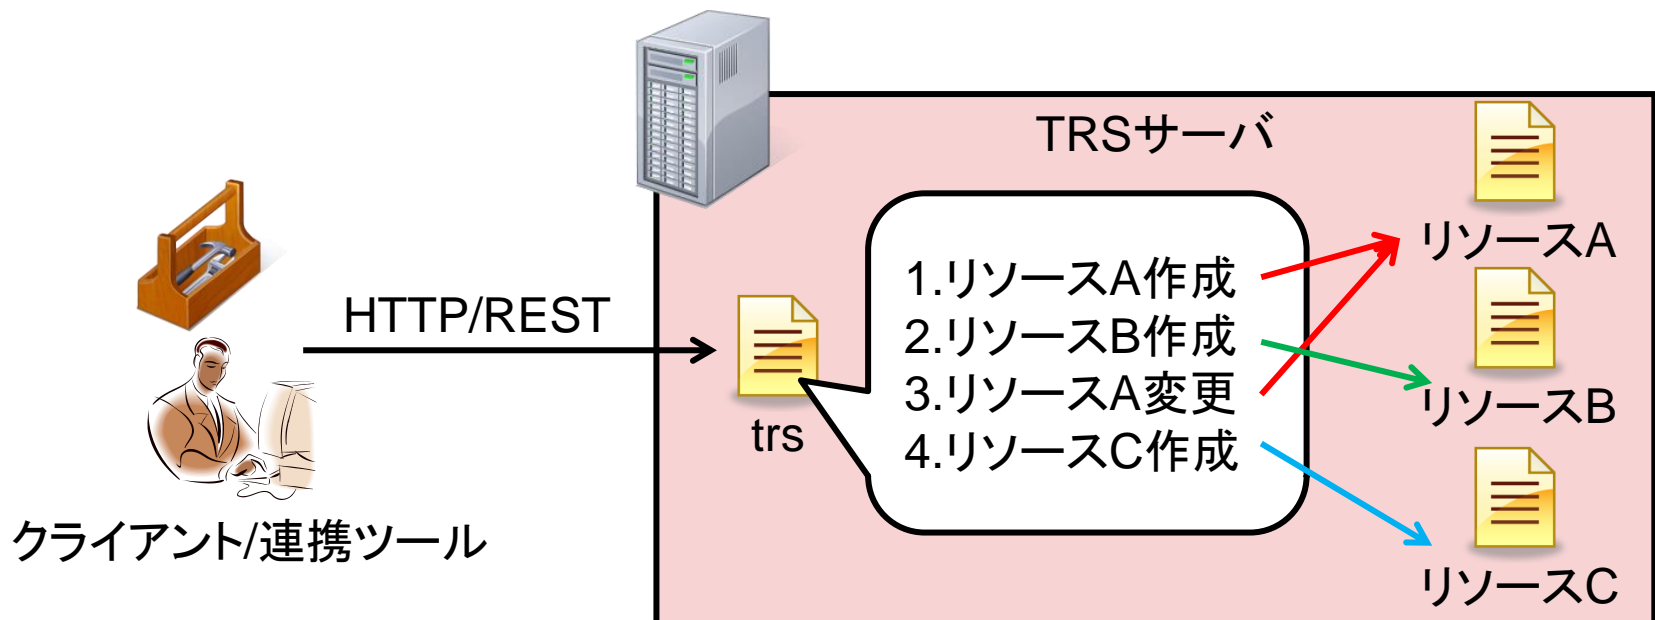 TRSサーバ
HTTP/REST
クライアント/連携ツール
trs
1.リソースA作成
2.リソースB作成
3.リソースA変更
4.リソースC作成
リソースA
リソースB
リソースC